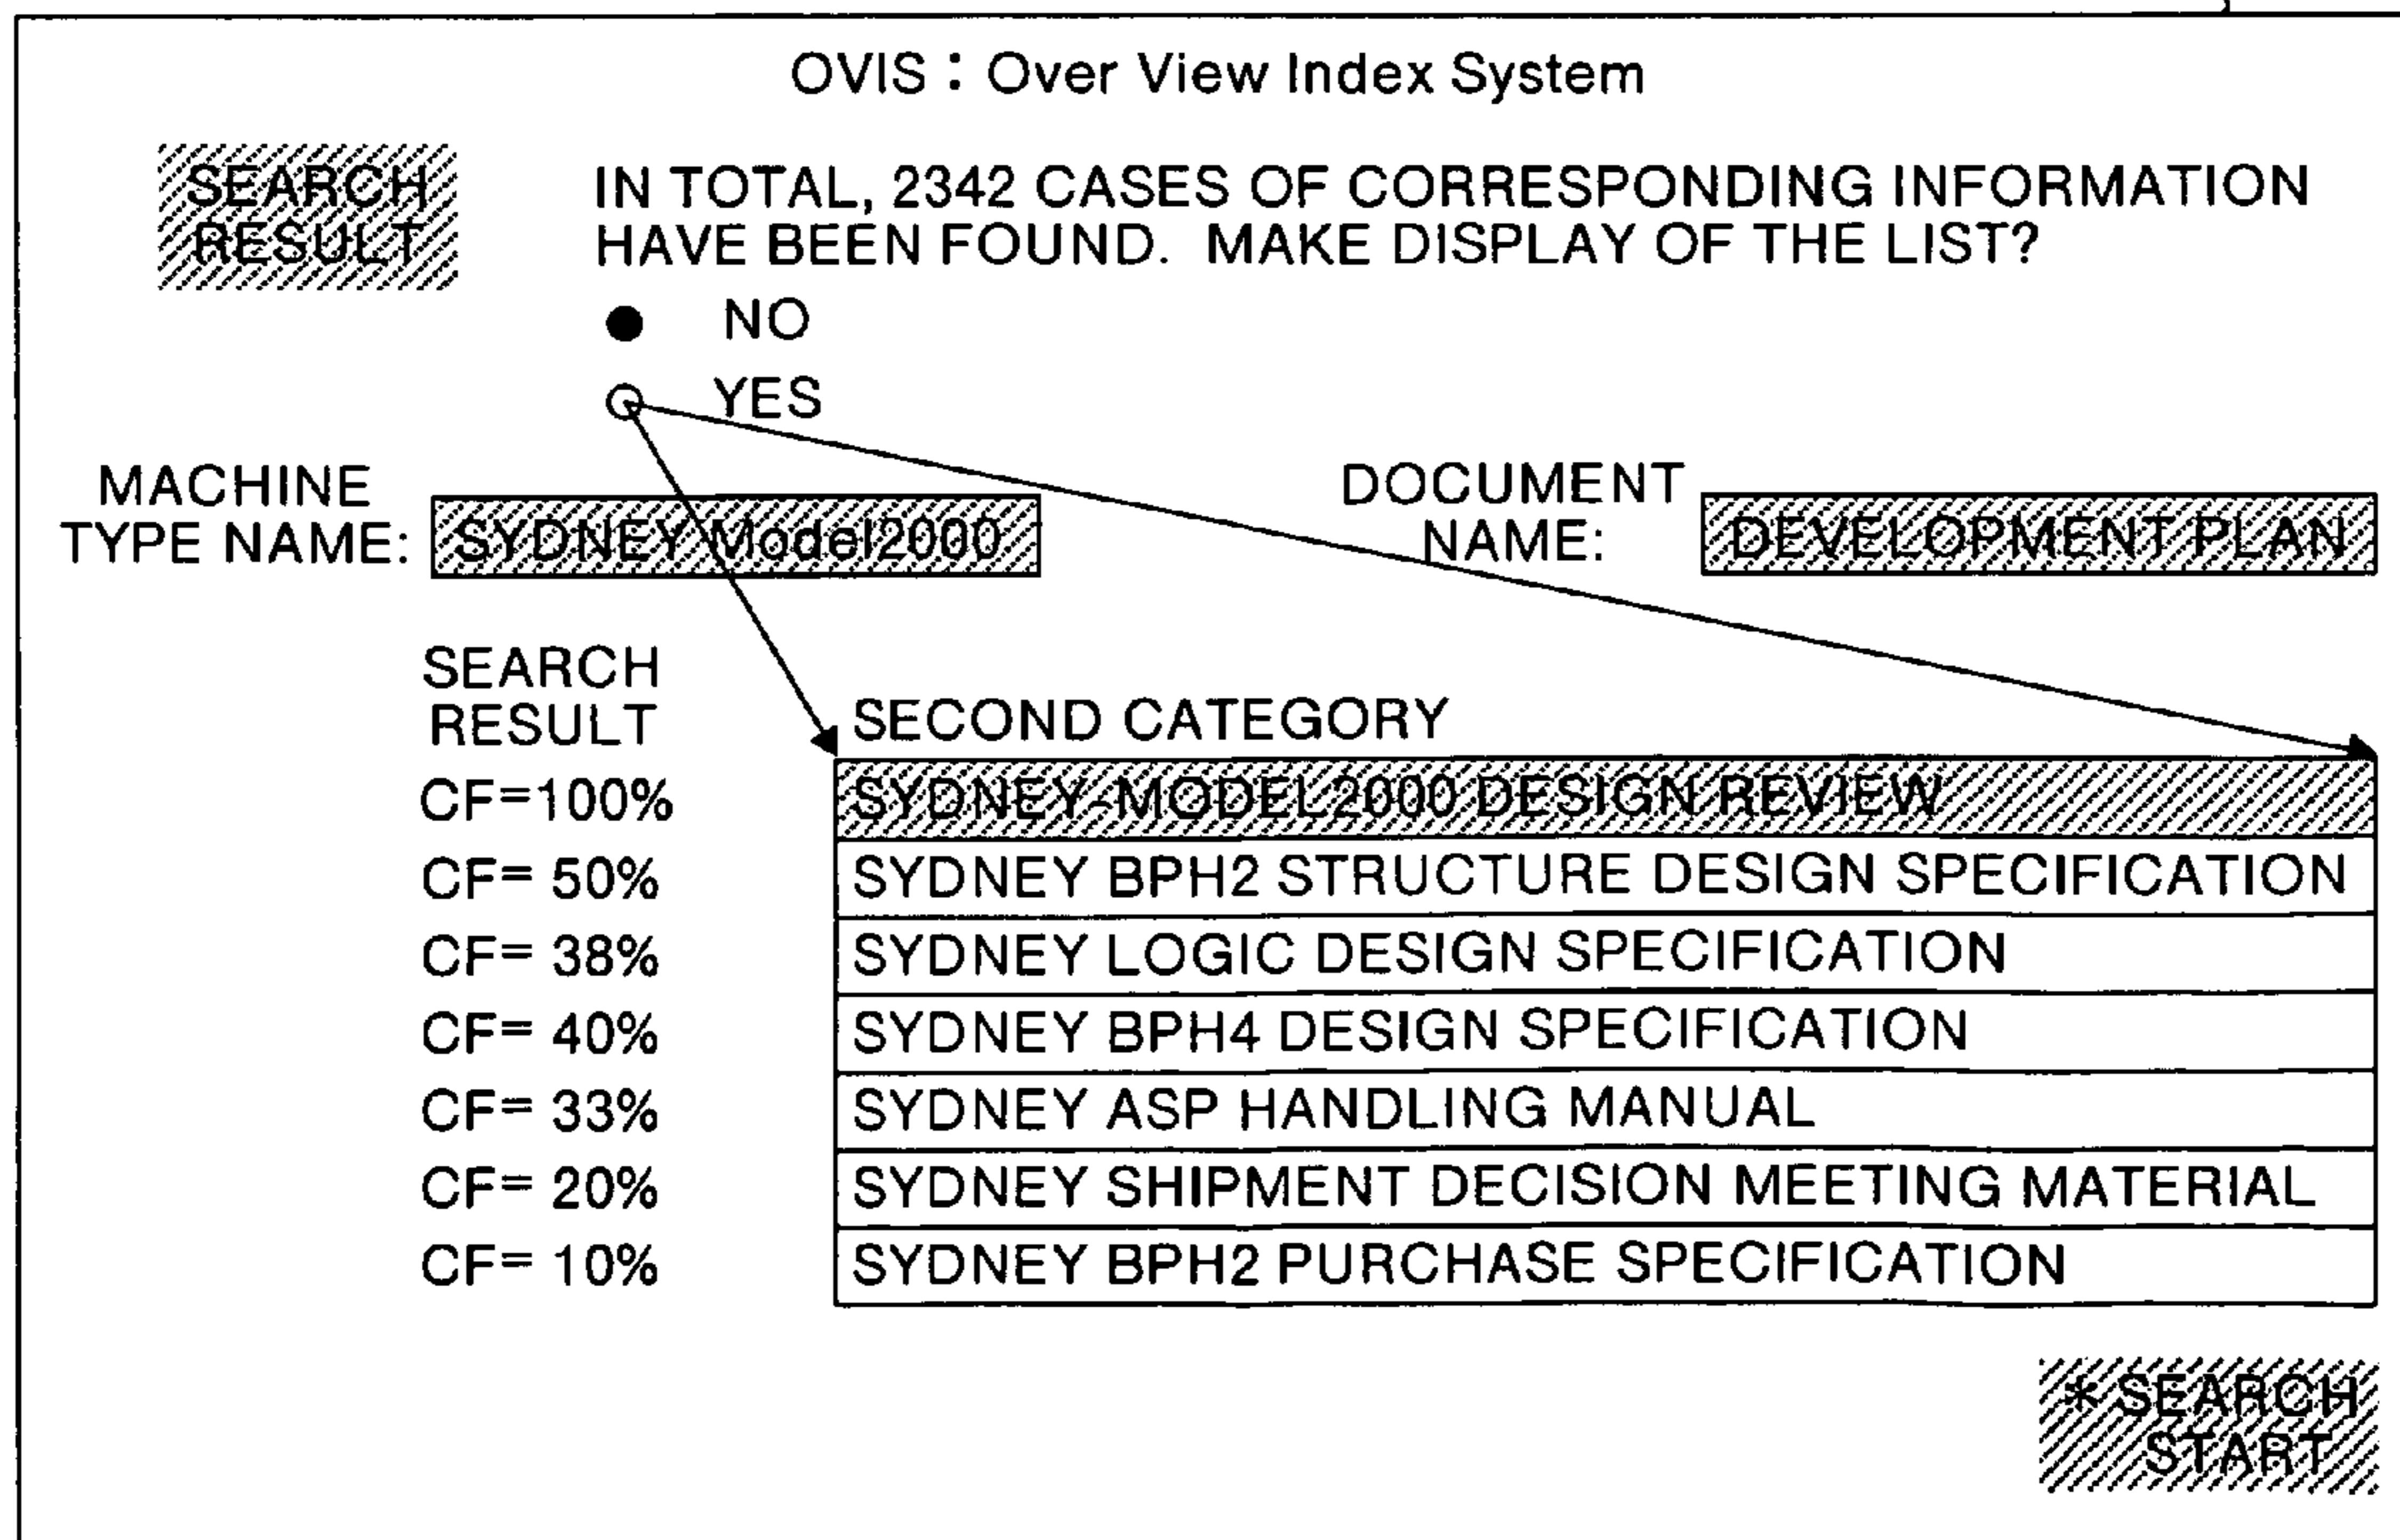 OVIS : Over View Index System
SEARCH
RESULT
IN TOTAL, 2342 CASES OF CORRESPONDING INFORMATION
HAVE BEEN FOUND. MAKE DISPLAY OF THE LIST?
NO
YES
MACHINE
TYPE NAME:
SYDNEY Model2000
DOCUMENT
NAME:
DEVELOPMENT PLAN
SEARCH
RESULT
SECOND CATEGORY
CF=100% SYDNEY-MODEL2000 DESIGN REVIEW
CF= 50% SYDNEY BPH2 STRUCTURE DESIGN SPECIFICATION
CF= 38% SYDNEY LOGIC DESIGN SPECIFICATION
CF= 40% SYDNEY BPH4 DESIGN SPECIFICATION
CF= 33% SYDNEY ASP HANDLING MANUAL
CF= 20% SYDNEY SHIPMENT DECISION MEETING MATERIAL
CF= 10% SYDNEY BPH2 PURCHASE SPECIFICATION
* SEARCH
START